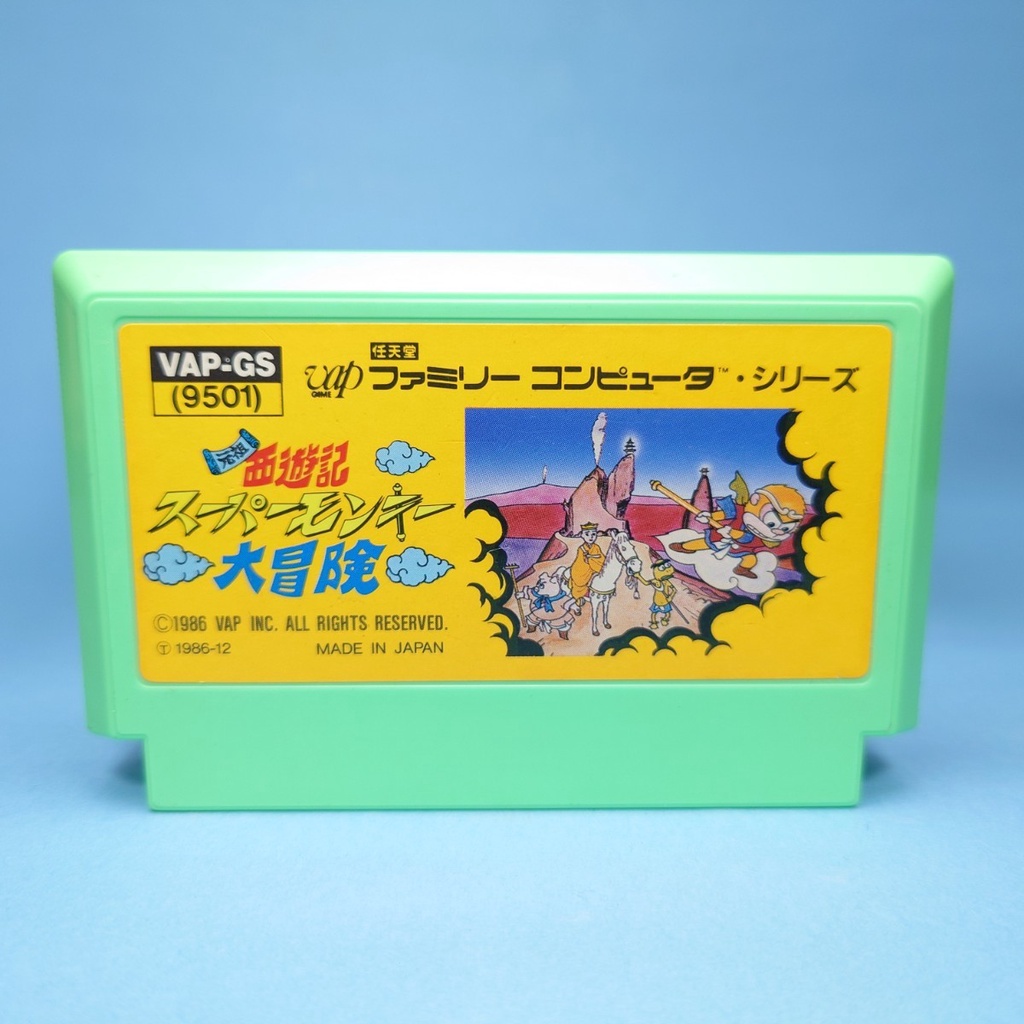 VAP-GS
(9501)
vap
GAME
任天堂
ファミリー コンピュータ™・シリーズ
元祖
西遊記
スーパーモンキー
大冒険
©1986 VAP INC. ALL RIGHTS RESERVED.
Ⓣ 1986-12 MADE IN JAPAN